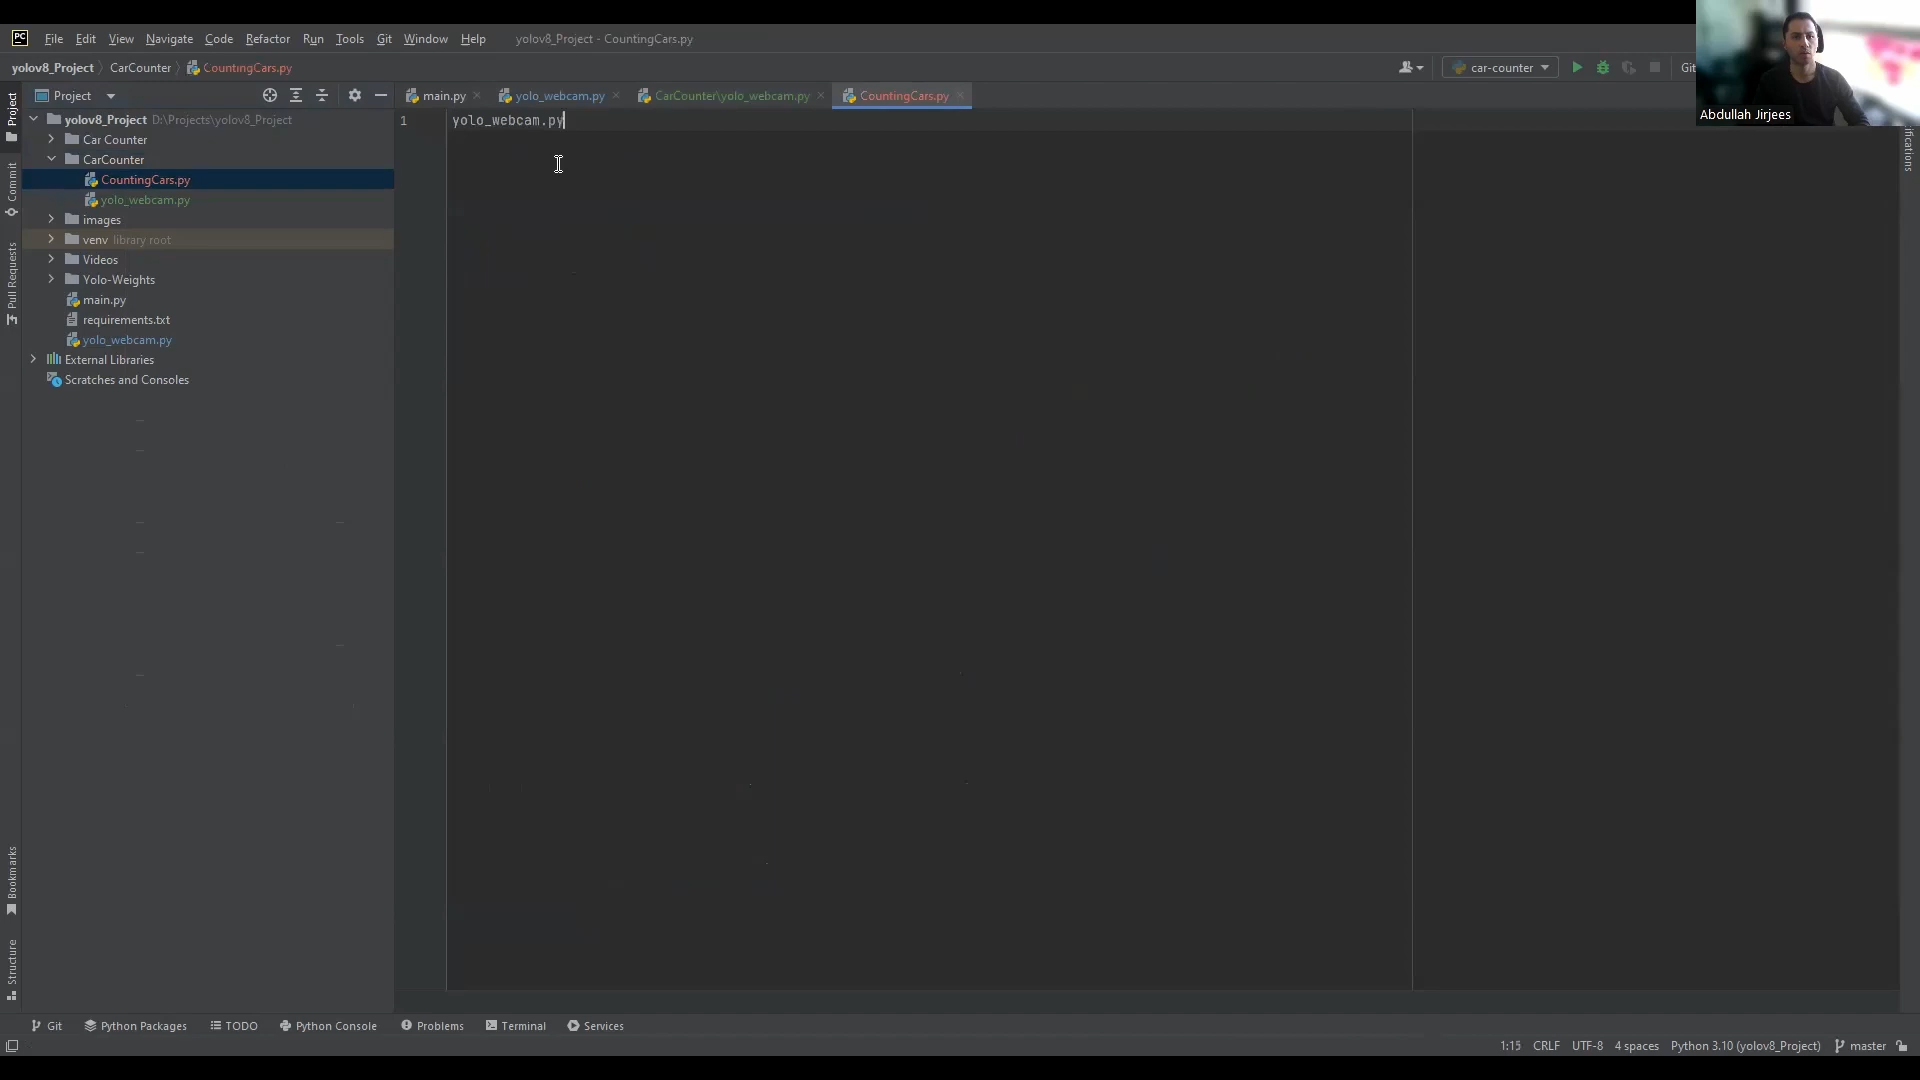 PC File Edit View Navigate Code Refactor Run Tools Git Window Help yolov8_Project - CountingCars.py
yolov8_Project CarCounter CountingCars.py car-counter Git
Abdullah Jirjees
Project
main.py yolo_webcam.py CarCounter\yolo_webcam.py CountingCars.py
yolov8_Project D:\Projects\yolov8_Project
Car Counter
CarCounter
CountingCars.py
yolo_webcam.py
images
venv library root
Videos
Yolo-Weights
main.py
requirements.txt
yolo_webcam.py
External Libraries
Scratches and Consoles
1 yolo_webcam.py
Project
Commit
Pull Requests
Bookmarks
Structure
Git Python Packages TODO Python Console Problems Terminal Services
1:15 CRLF UTF-8 4 spaces Python 3.10 (yolov8_Project) master